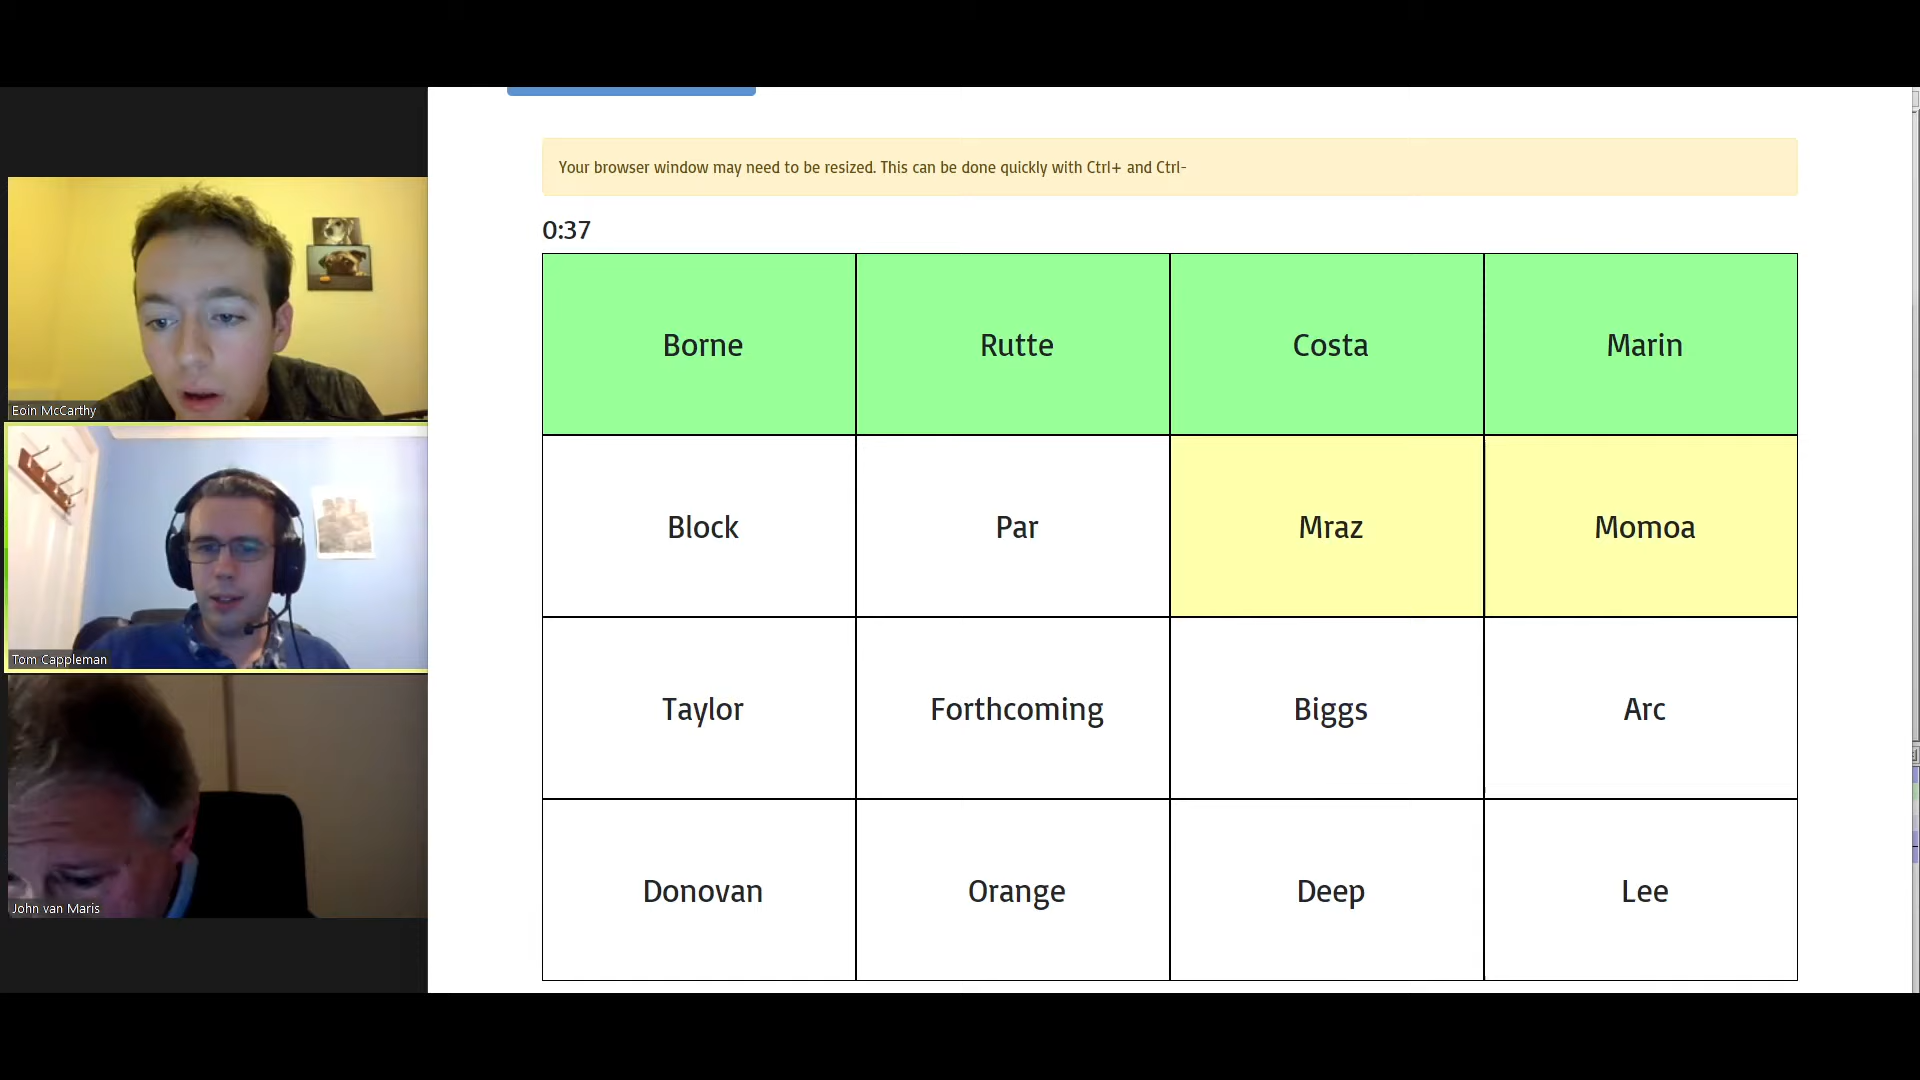 Your browser window may need to be resized. This can be done quickly with Ctrl+ and Ctrl-
0:37
Borne Rutte Costa Marin
Block Par Mraz Momoa
Taylor Forthcoming Biggs Arc
Donovan Orange Deep Lee
Eoin McCarthy
Tom Cappleman
John van Maris